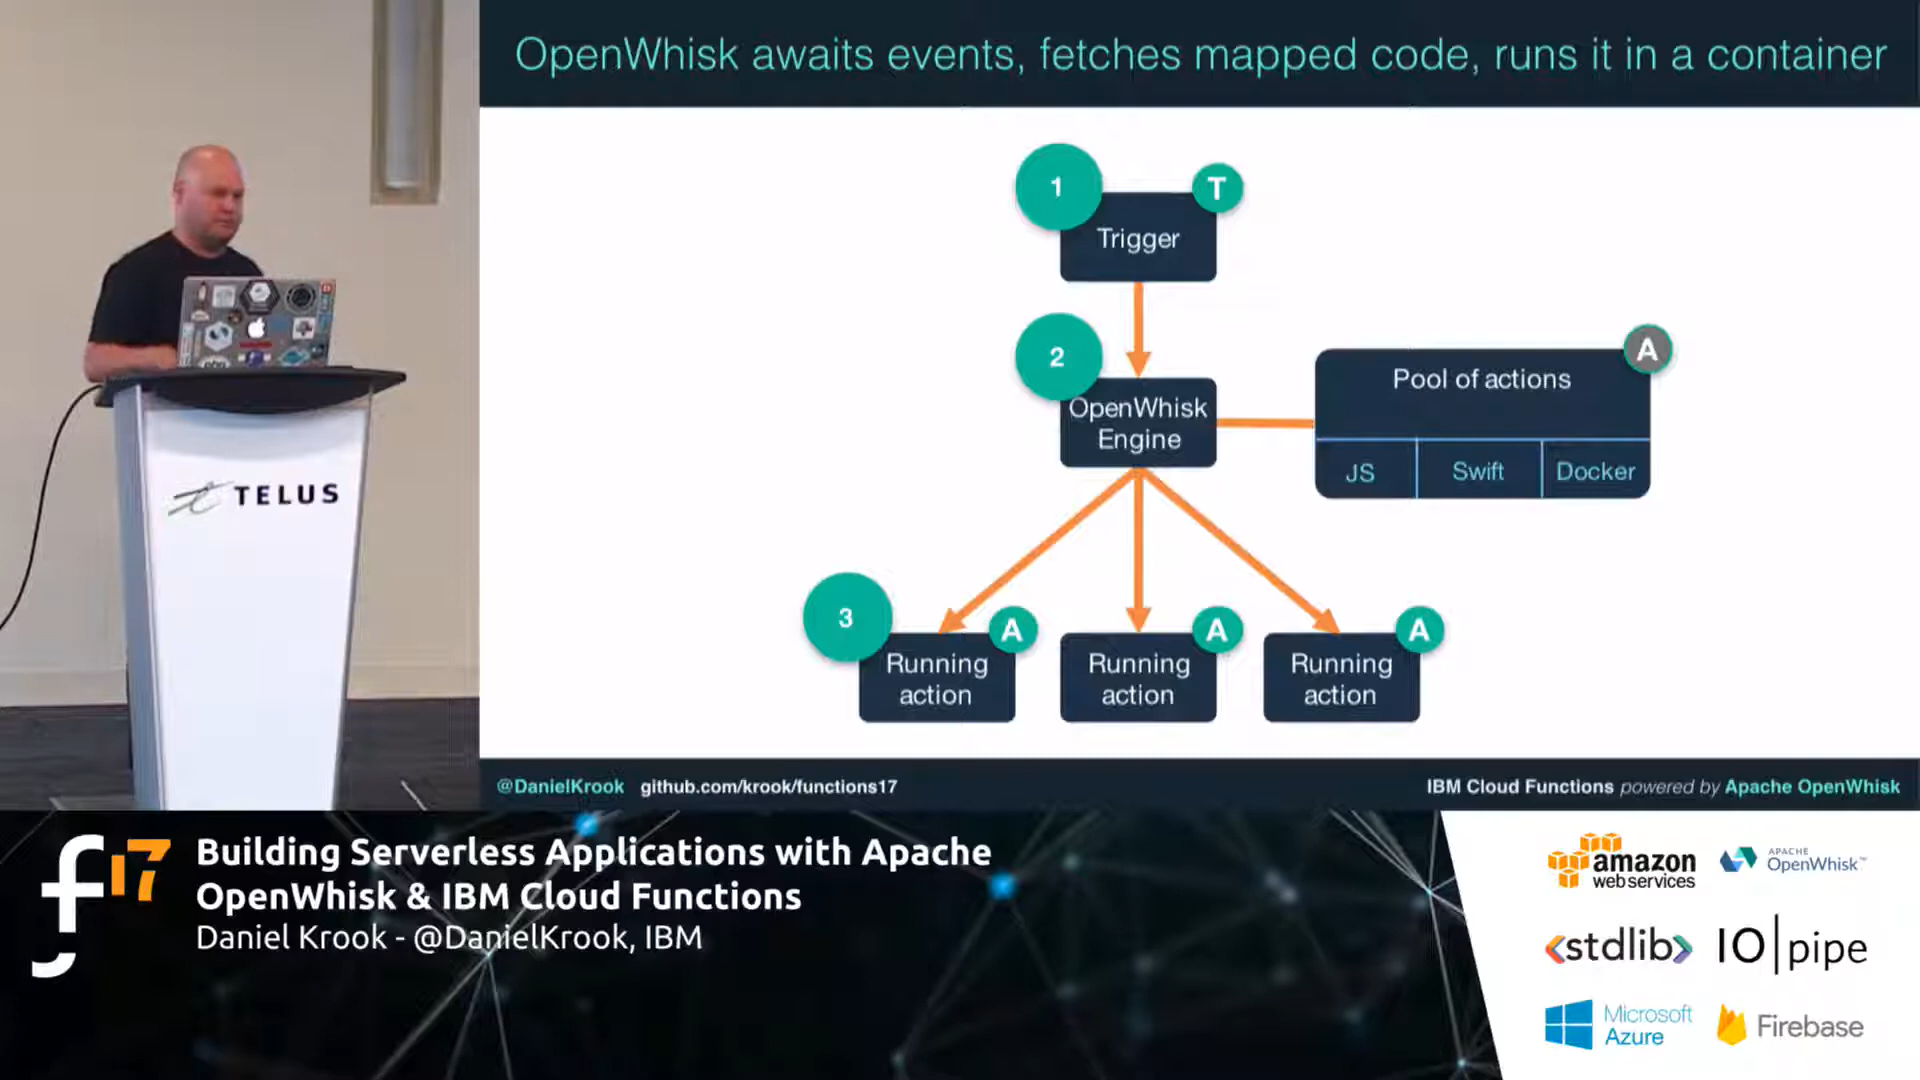 OpenWhisk awaits events, fetches mapped code, runs it in a container
1
T
Trigger
2
OpenWhisk
Engine
A
Pool of actions
JS
Swift
Docker
3
A
Running
action
A
Running
action
A
Running
action
TELUS
@DanielKrook github.com/krook/functions17
IBM Cloud Functions powered by Apache OpenWhisk
f17
Building Serverless Applications with Apache
OpenWhisk & IBM Cloud Functions
Daniel Krook - @DanielKrook, IBM
amazon
webservices
APACHE
OpenWhisk™
<stdlib>
IO|pipe
Microsoft
Azure
Firebase